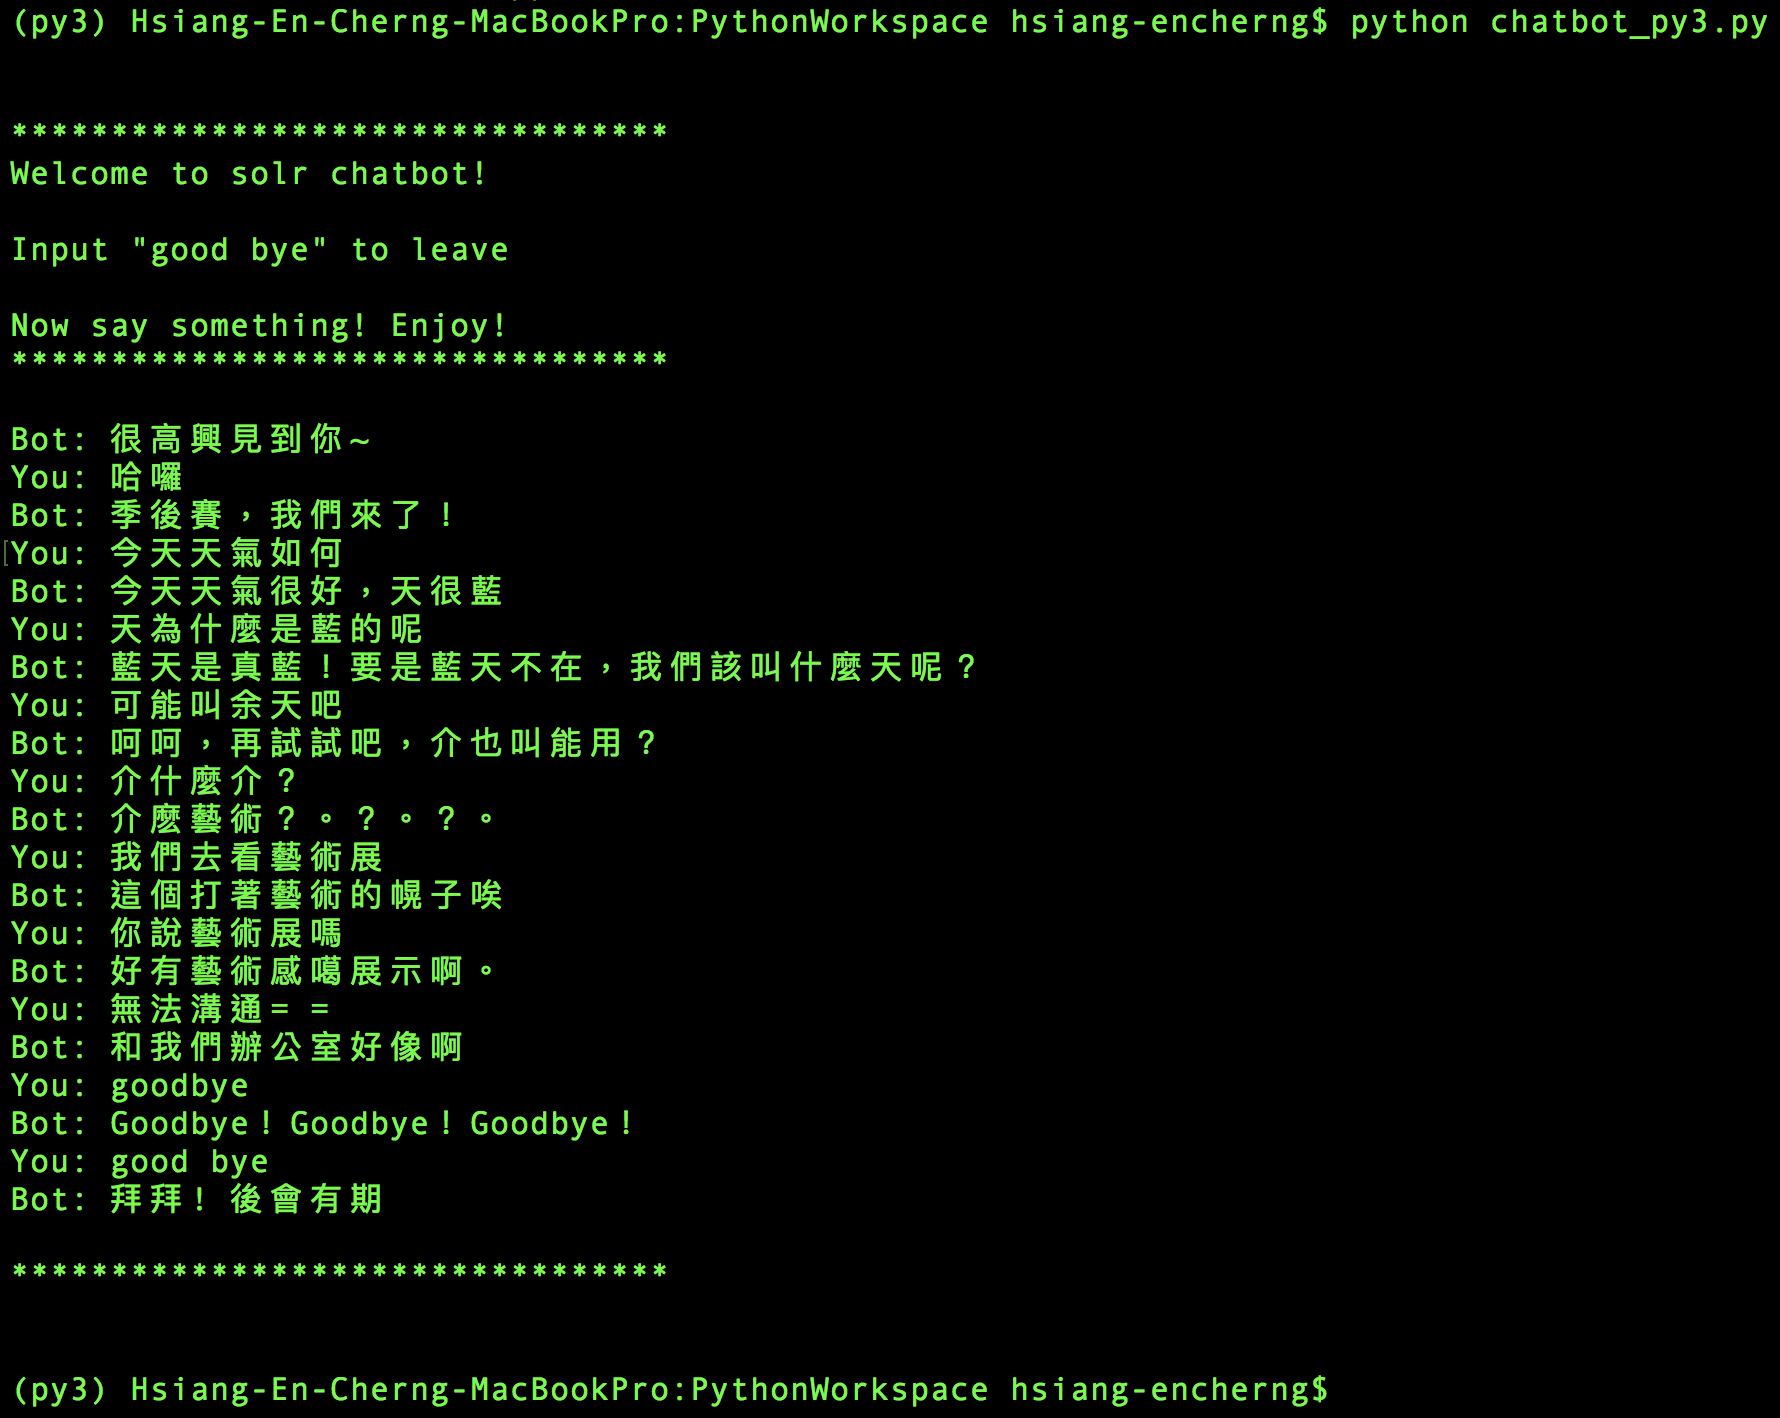 (py3) Hsiang-En-Cherng-MacBookPro:PythonWorkspace hsiang-encherng$ python chatbot_py3.py
*********************************
Welcome to solr chatbot!
Input "good bye" to leave
Now say something! Enjoy!
*********************************
Bot: 很高興見到你~
You: 哈囉
Bot: 季後賽，我們來了！
[You: 今天天氣如何
Bot: 今天天氣很好，天很藍
You: 天為什麼是藍的呢
Bot: 藍天是真藍！要是藍天不在，我們該叫什麼天呢？
You: 可能叫余天吧
Bot: 呵呵，再試試吧，介也叫能用？
You: 介什麼介？
Bot: 介麼藝術？。？。？。
You: 我們去看藝術展
Bot: 這個打著藝術的幌子唉
You: 你說藝術展嗎
Bot: 好有藝術感噶展示啊。
You: 無法溝通= =
Bot: 和我們辦公室好像啊
You: goodbye
Bot: Goodbye！Goodbye！Goodbye！
You: good bye
Bot: 拜拜! 後會有期
*********************************
(py3) Hsiang-En-Cherng-MacBookPro:PythonWorkspace hsiang-encherng$